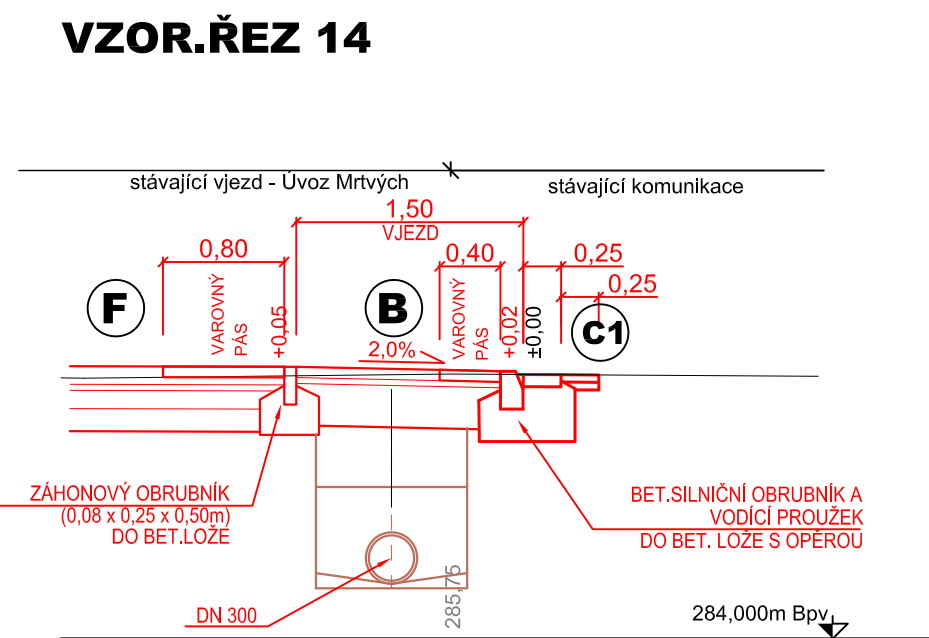 VZOR.ŘEZ 14
stávající vjezd - Úvoz Mrtvých
stávající komunikace
1,50
VJEZD
0,80
0,40
0,25
0,25
F
VAROVNÝ
PÁS
+0,05
B
2,0%
VAROVNÝ
PÁS
+0,02
±0,00
C1
ZÁHONOVÝ OBRUBNÍK
(0,08 x 0,25 x 0,50m)
DO BET.LOŽE
BET.SILNIČNÍ OBRUBNÍK A
VODÍCÍ PROUŽEK
DO BET. LOŽE S OPĚROU
DN 300
285,75
284,000m Bpv